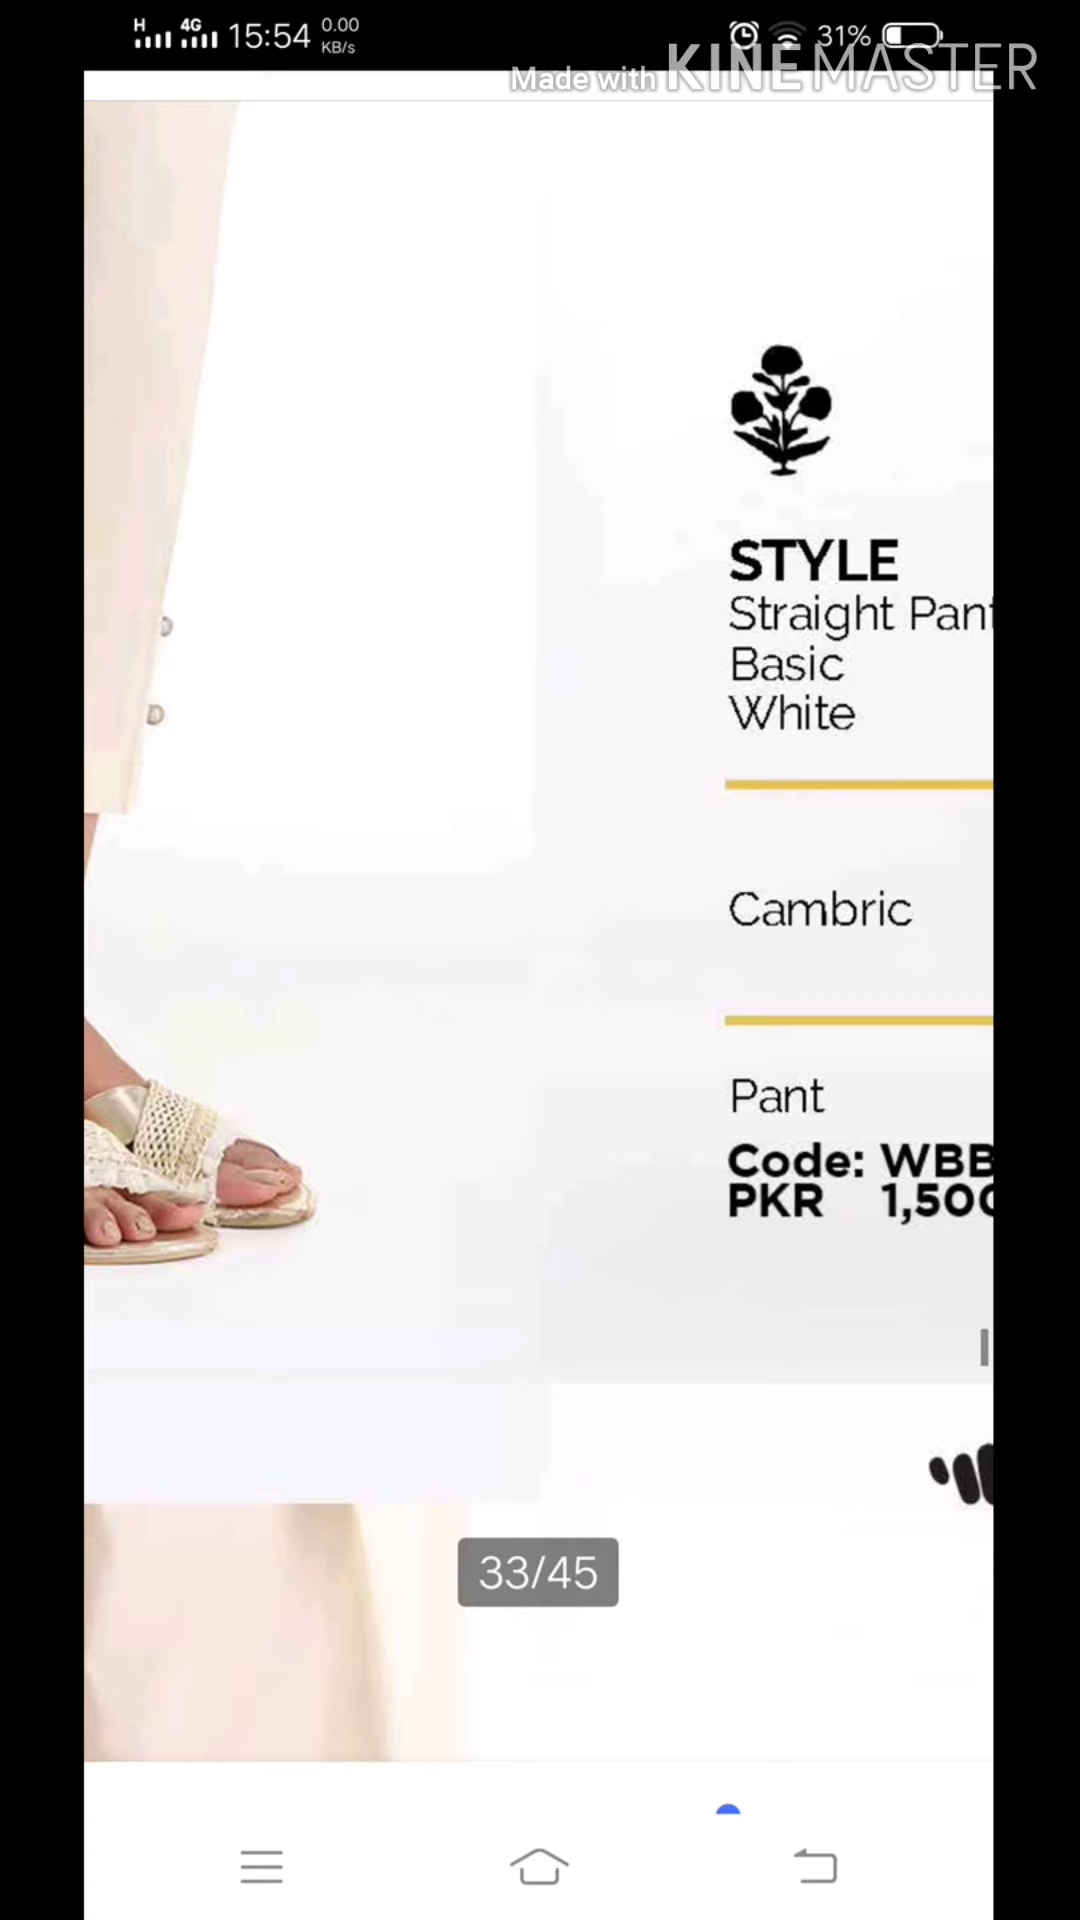 H 4G 15:54 0.00 KB/s 31%
Made with KINEMASTER
STYLE
Straight Pant
Basic
White
Cambric
Pant
Code: WBB
PKR 1,500
33/45